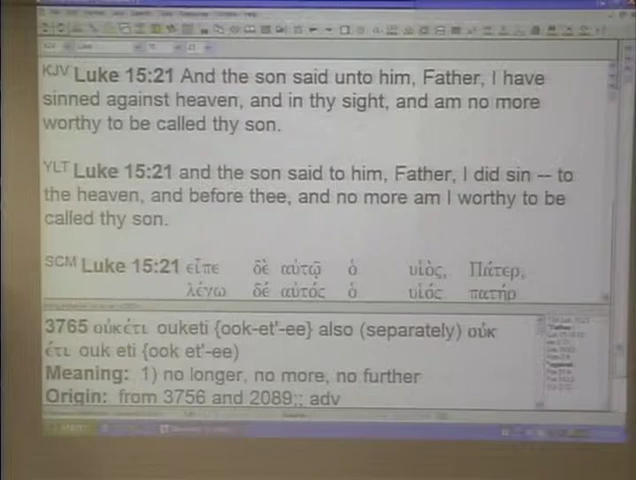 KJV Luke 15:21 And the son said unto him, Father, I have
sinned against heaven, and in thy sight, and am no more
worthy to be called thy son.
YLT Luke 15:21 and the son said to him, Father, I did sin -- to
the heaven, and before thee, and no more am I worthy to be
called thy son.
SCM Luke 15:21 εἶπε δὲ αὐτῷ ὁ υἱὸς, Πάτερ,
λέγω δέ αὐτός ὁ υἱός πατήρ
3765 οὐκέτι ouketi {ook-et'-ee} also (separately) οὐκ
έτι ouk eti {ook et'-ee}
Meaning: 1) no longer, no more, no further
Origin: from 3756 and 2089;; adv